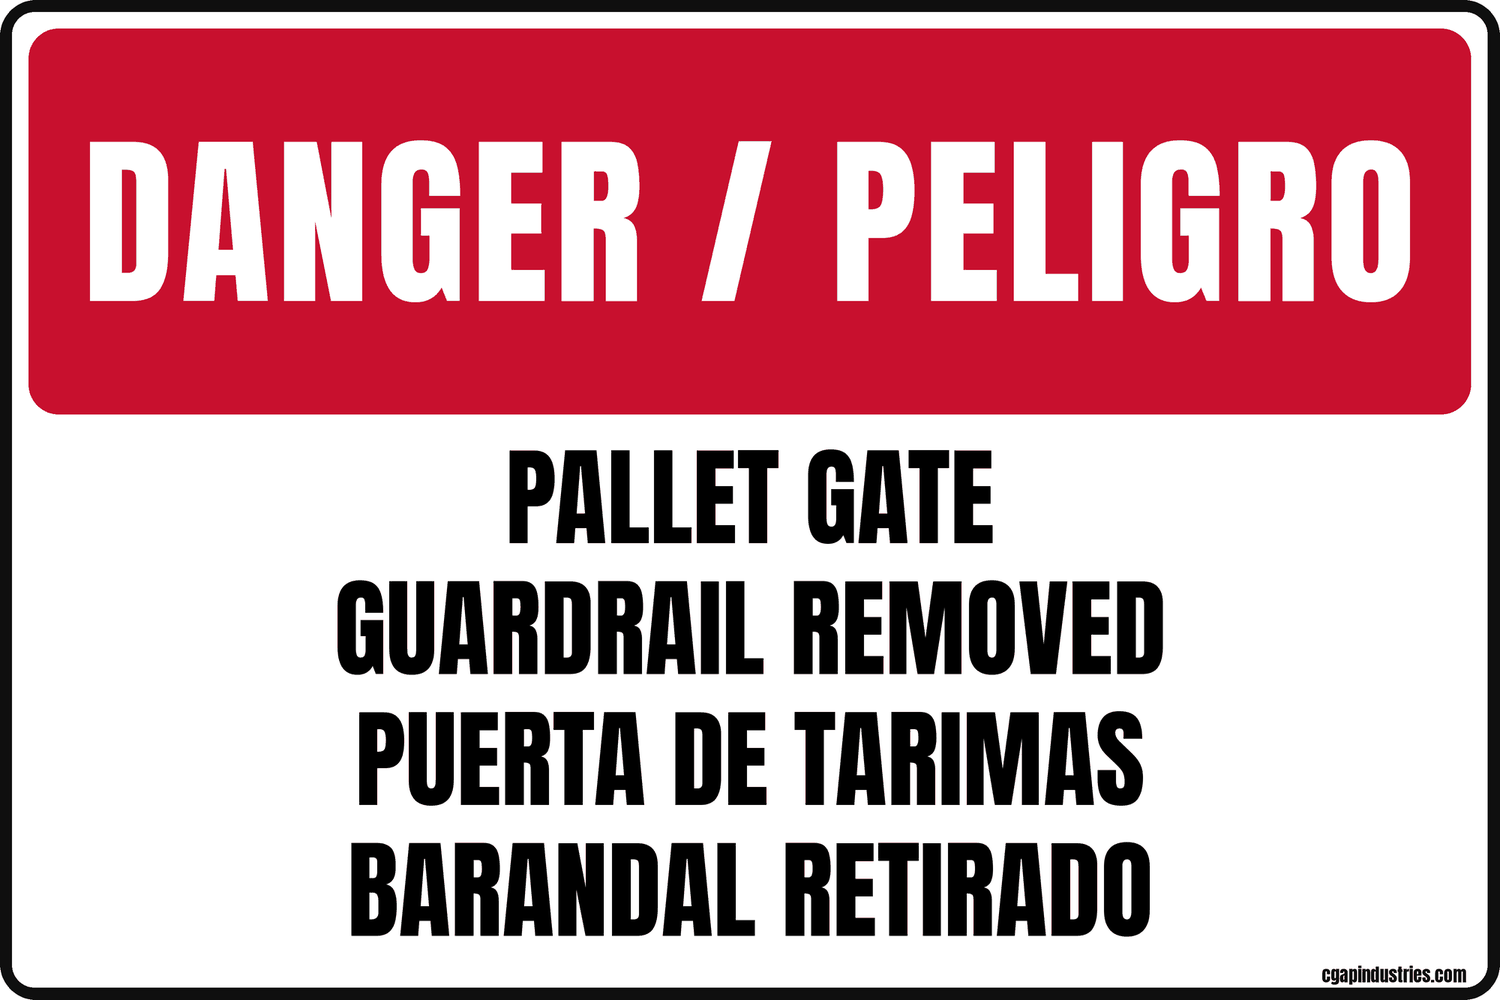 DANGER / PELIGRO
PALLET GATE
GUARDRAIL REMOVED
PUERTA DE TARIMAS
BARANDAL RETIRADO
cgapindustries.com